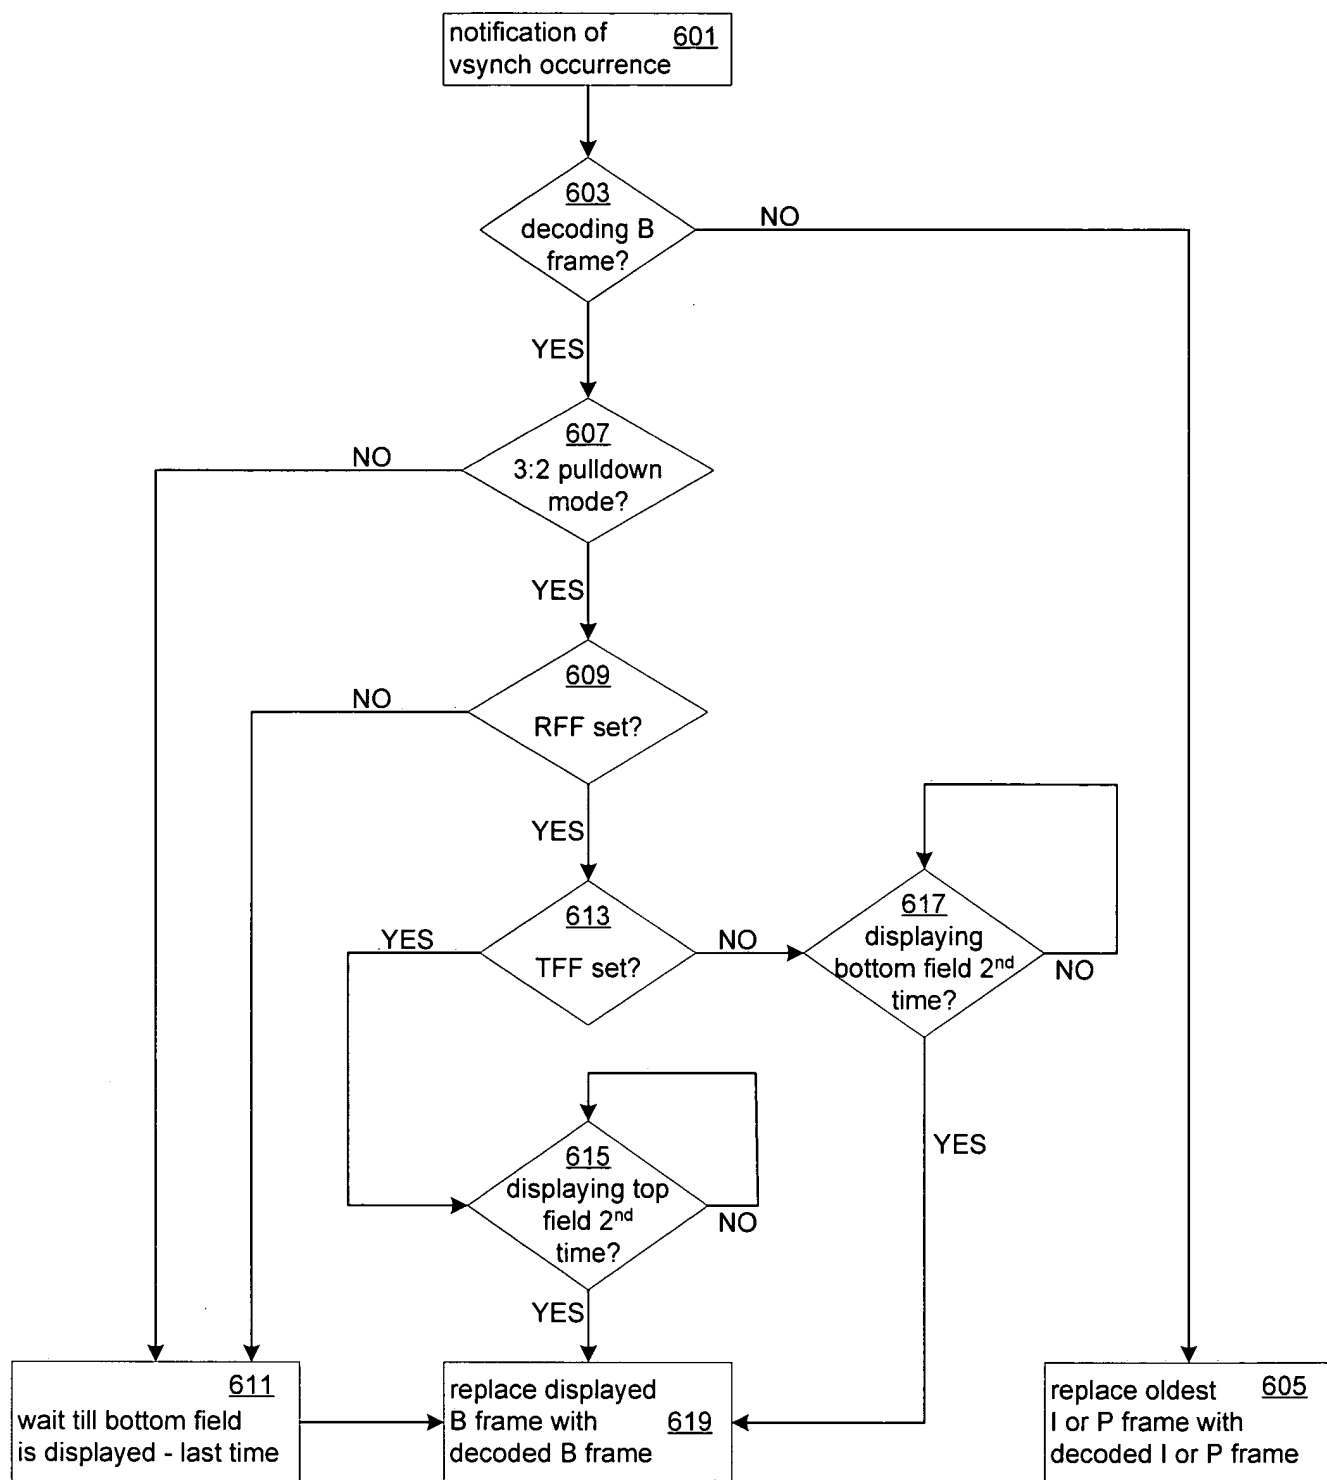 notification of 601
vsynch occurrence
603
decoding B
frame?
NO
YES
607
3:2 pulldown
mode?
NO
YES
609
RFF set?
NO
YES
613
TFF set?
YES
NO
617
displaying
bottom field 2nd
time?
NO
YES
615
displaying top
field 2nd
time?
NO
YES
611
wait till bottom field
is displayed - last time
replace displayed
B frame with 619
decoded B frame
replace oldest 605
I or P frame with
decoded I or P frame